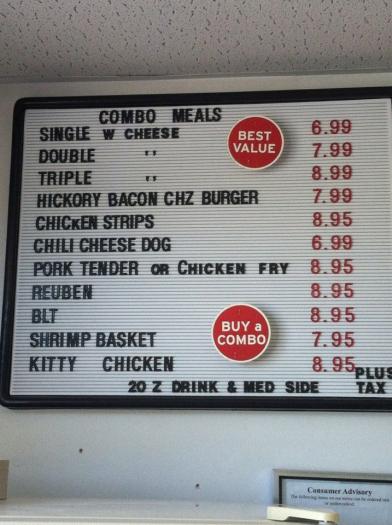 COMBO MEALS
SINGLE W CHEESE 6.99
BEST
VALUE
DOUBLE '' 7.99
TRIPLE '' 8.99
HICKORY BACON CHZ BURGER 7.99
CHICKEN STRIPS 8.95
CHILI CHEESE DOG 6.99
PORK TENDER OR CHICKEN FRY 8.95
REUBEN 8.95
BLT 8.95
BUY a
COMBO
SHRIMP BASKET 7.95
KITTY CHICKEN 8.95
PLUS
20 Z DRINK & MED SIDE TAX
Consumer Advisory